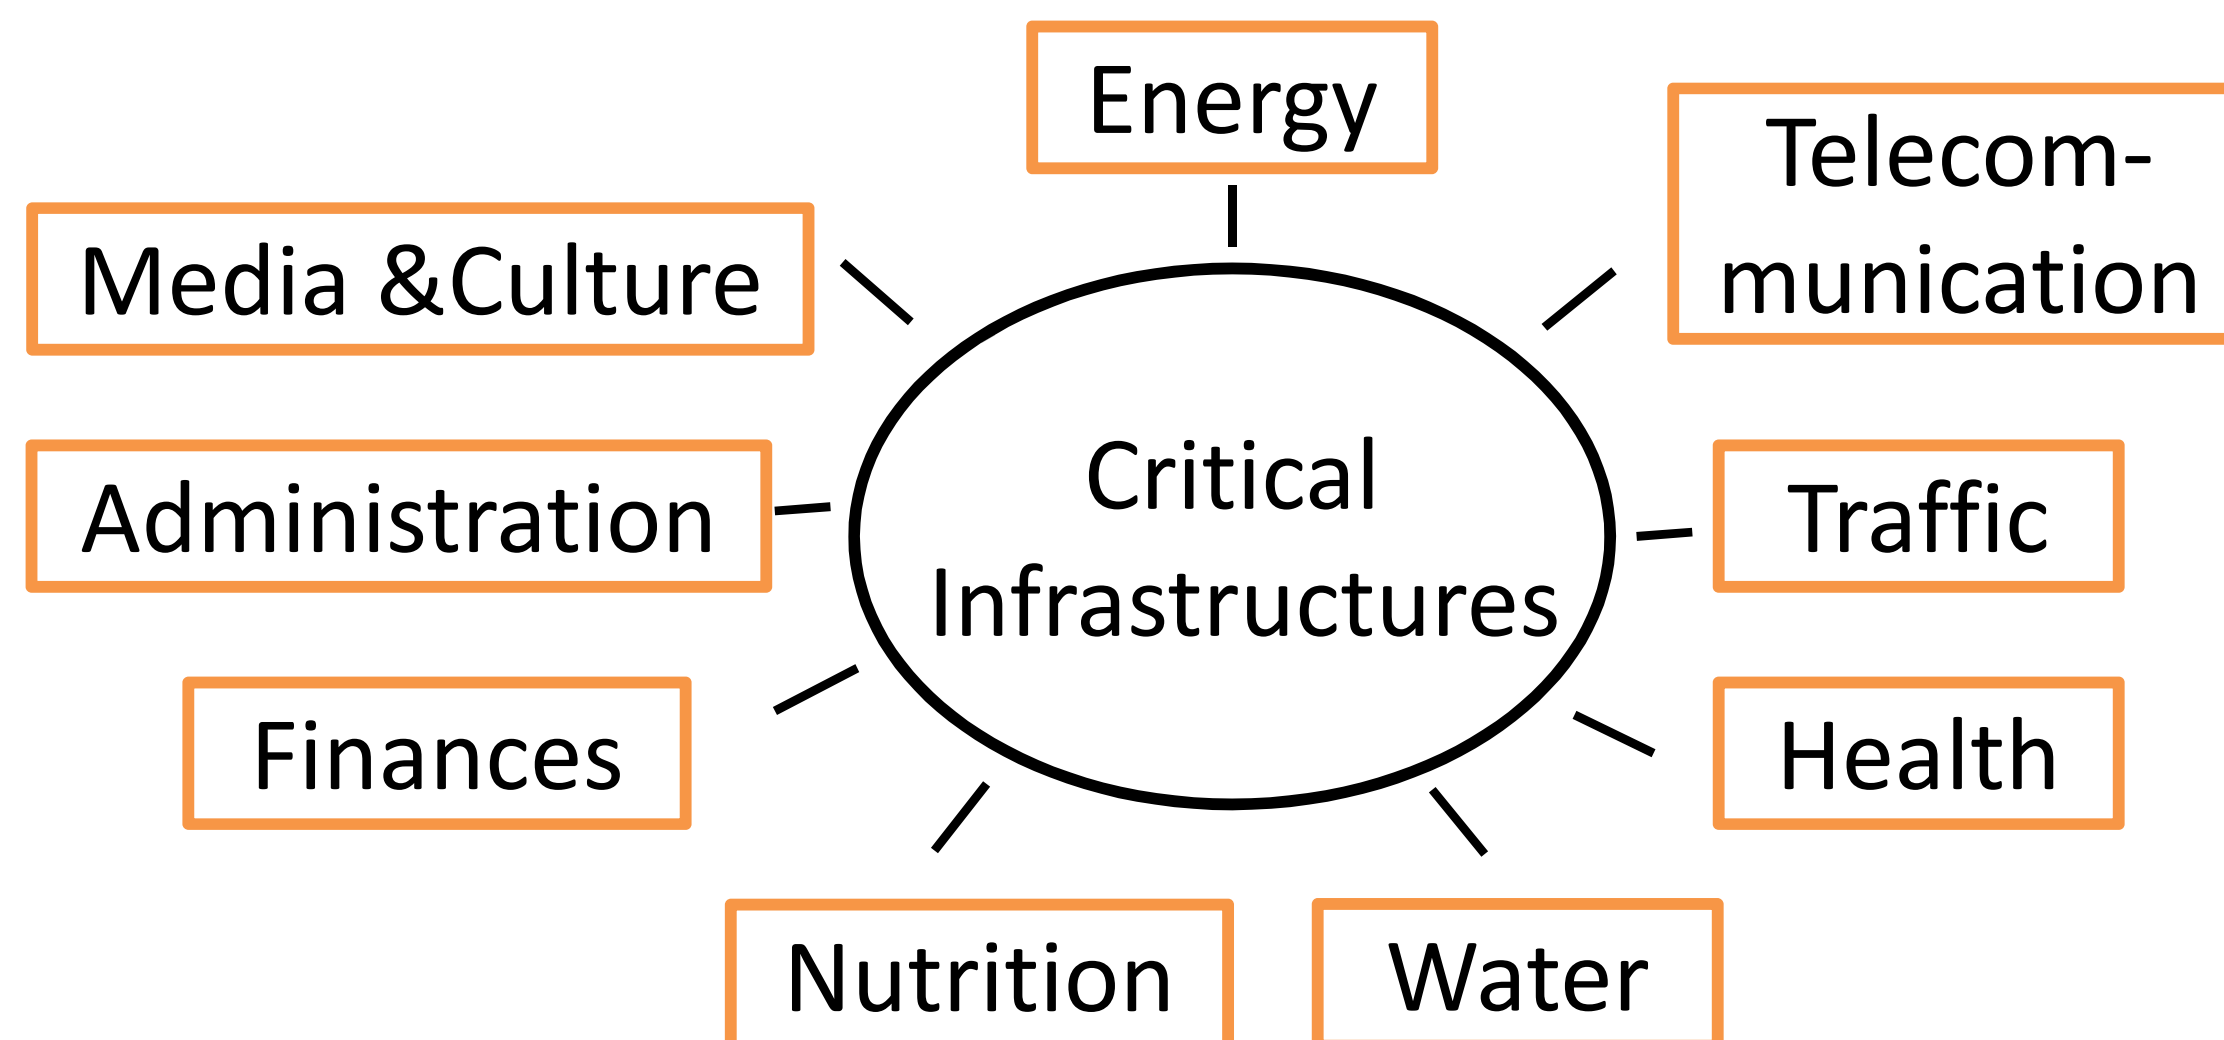 Energy
Telecom-
munication
Media &Culture
Critical
Infrastructures
Administration
Traffic
Finances
Health
Nutrition
Water